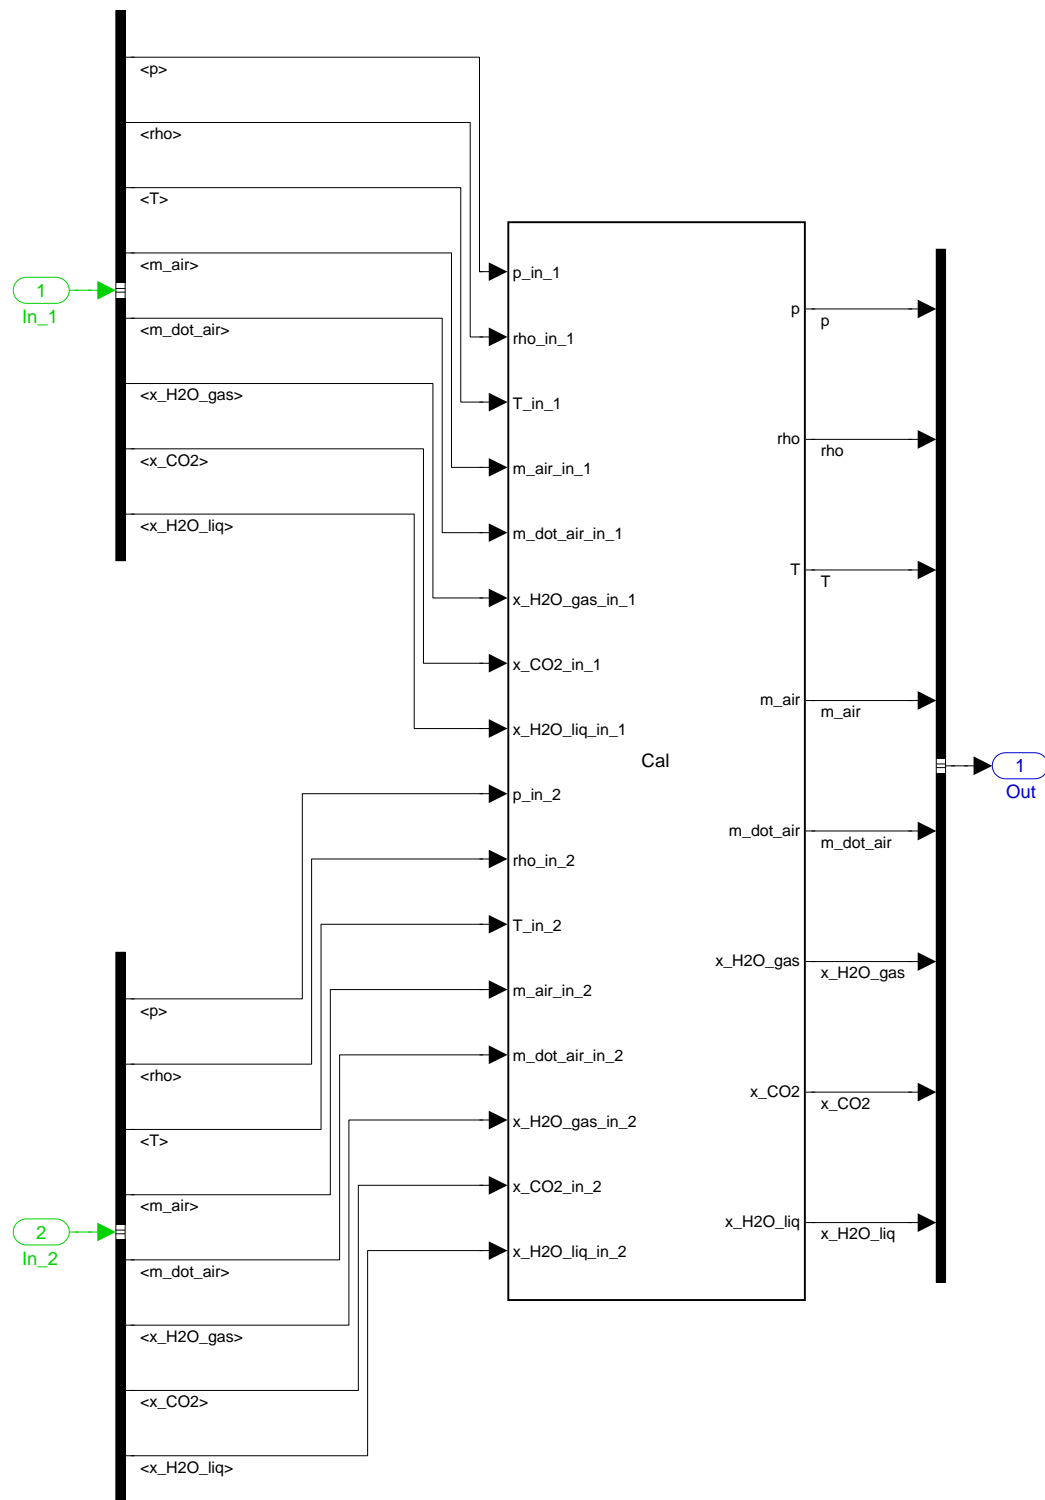 <p>
<rho>
<T>
<m_air>
1
In_1
<m_dot_air>
<x_H2O_gas>
<x_CO2>
<x_H2O_liq>
p_in_1
rho_in_1
T_in_1
m_air_in_1
m_dot_air_in_1
x_H2O_gas_in_1
x_CO2_in_1
x_H2O_liq_in_1
Cal
p_in_2
rho_in_2
T_in_2
m_air_in_2
m_dot_air_in_2
x_H2O_gas_in_2
x_CO2_in_2
x_H2O_liq_in_2
<p>
<rho>
<T>
<m_air>
2
In_2
<m_dot_air>
<x_H2O_gas>
<x_CO2>
<x_H2O_liq>
p
p
rho
rho
T
T
m_air
m_air
m_dot_air
m_dot_air
x_H2O_gas
x_H2O_gas
x_CO2
x_CO2
x_H2O_liq
x_H2O_liq
1
Out